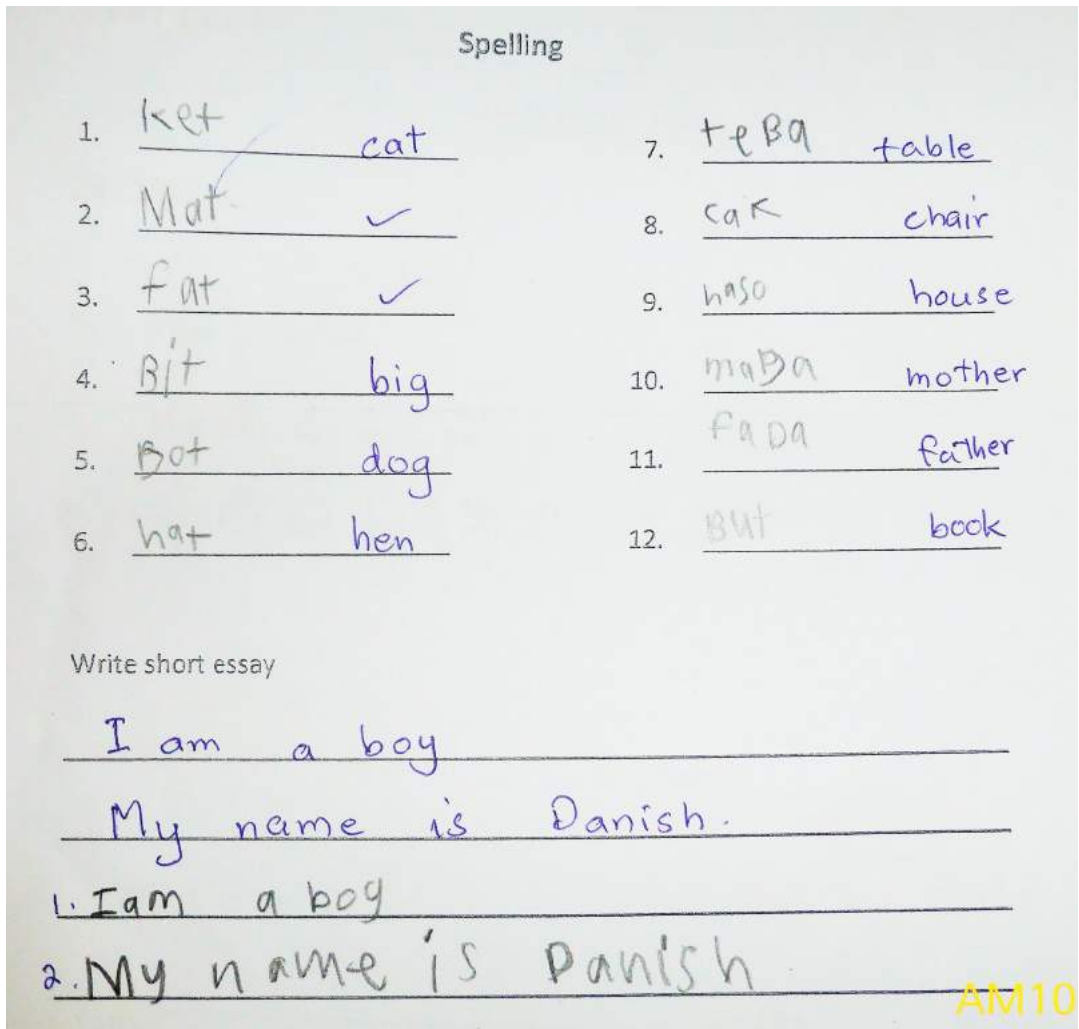 Spelling
1. ket cat
2. Mat ✓
3. fat ✓
4. Bit big
5. Bot dog
6. hat hen
7. teBa table
8. cak chair
9. haso house
10. maBa mother
11. FaDa father
12. But book
Write short essay
I am a boy
My name is Danish.
1. I am a boy
2. My name is Danish
AM10